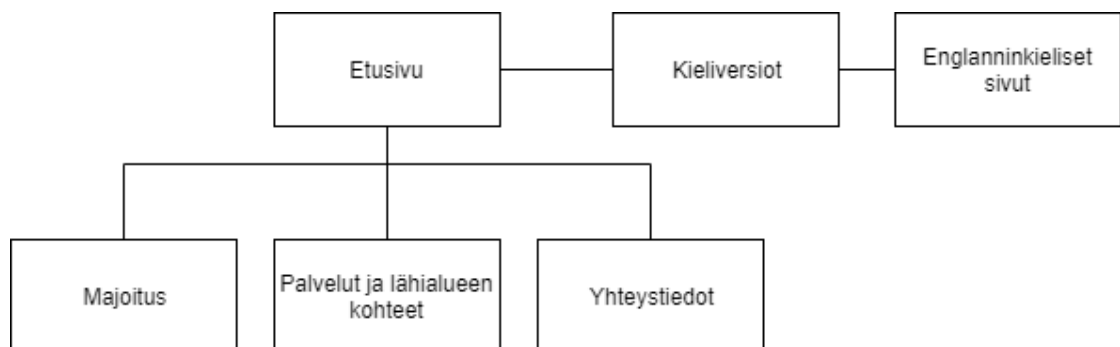 Etusivu
Kieliversiot
Englanninkieliset
sivut
Majoitus
Palvelut ja lähialueen
kohteet
Yhteystiedot